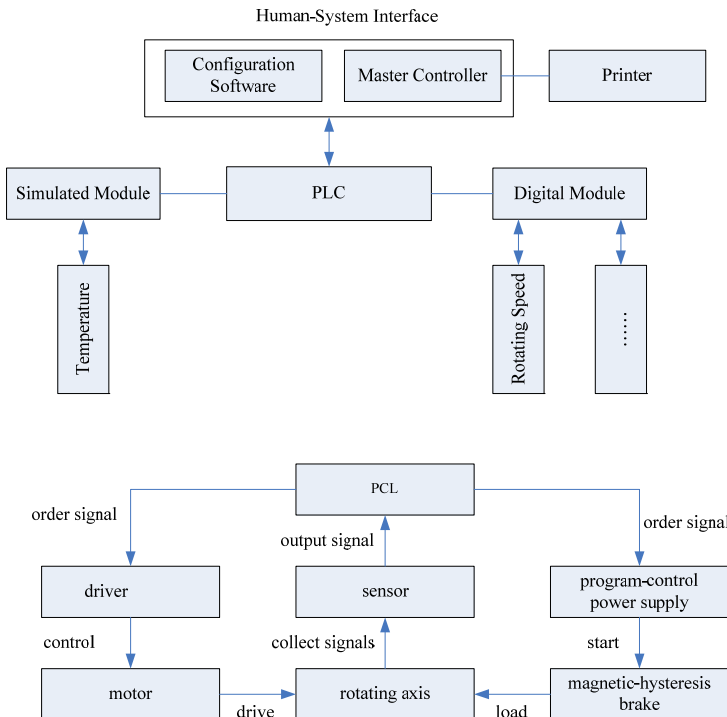 Human-System Interface
Configuration
Software
Master Controller
Printer
Simulated Module
PLC
Digital Module
Temperature
Rotating Speed
……
PCL
order signal
order signal
output signal
driver
sensor
program-control
power supply
control
collect signals
start
motor
rotating axis
magnetic-hysteresis
brake
drive
load